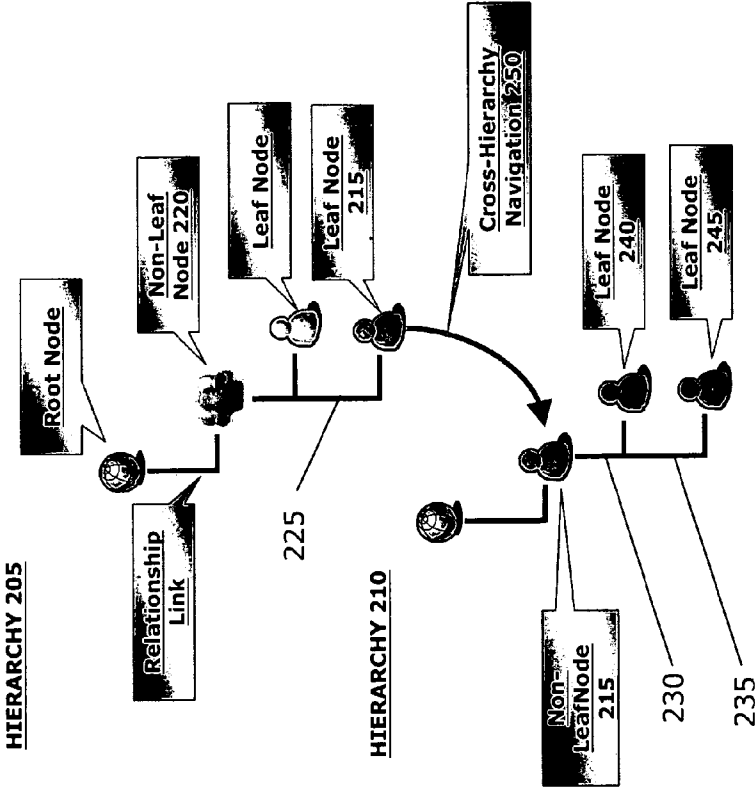 HIERARCHY 205
Root Node
Relationship
Link
Non-Leaf
Node 220
Leaf Node
Leaf Node
215
225
Cross-Hierarchy
Navigation 250
HIERARCHY 210
Non-
LeafNode
215
Leaf Node
240
Leaf Node
245
230
235